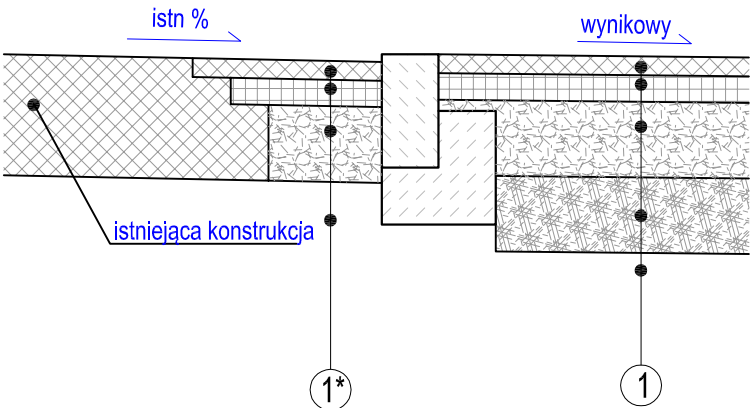 istn %
wynikowy
istniejąca konstrukcja
1*
1